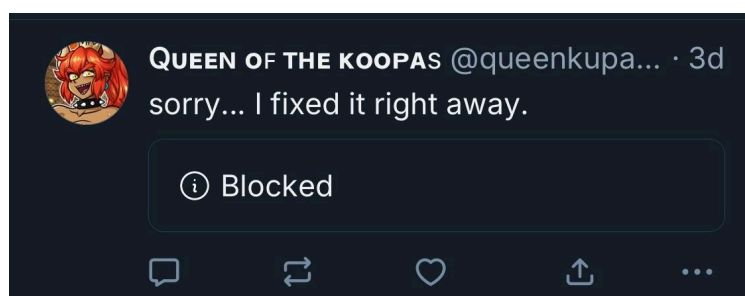 Queen oF THE KOOPAS @queenkupa... · 3d
sorry... I fixed it right away.
Blocked